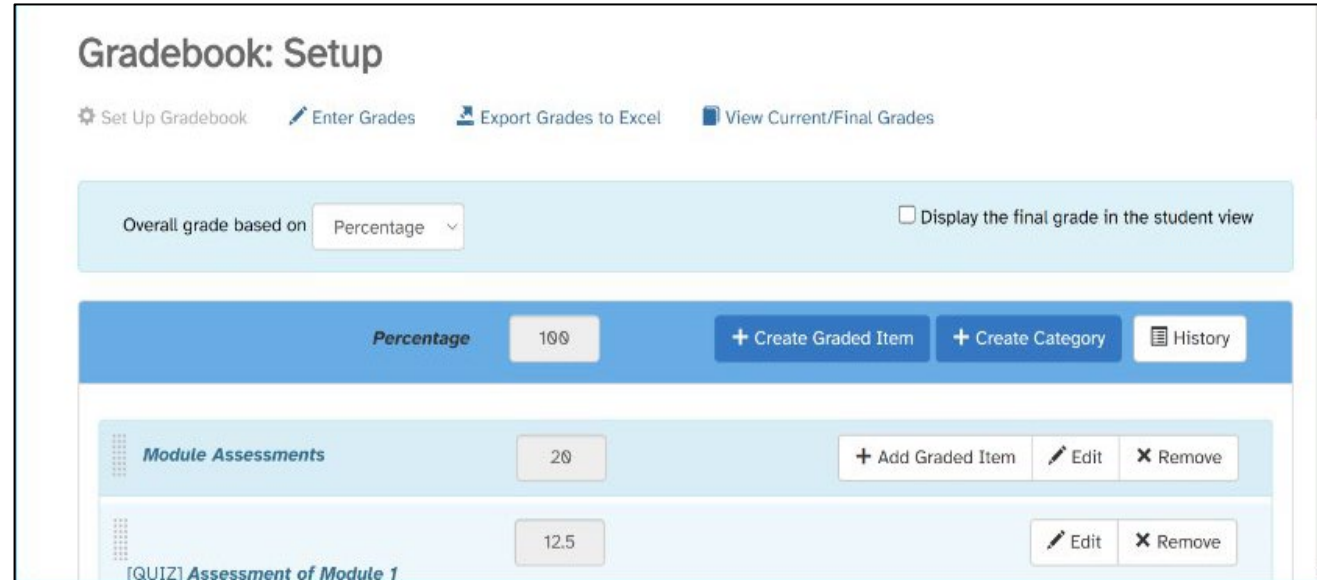 Gradebook: Setup
Set Up Gradebook Enter Grades Export Grades to Excel View Current/Final Grades
Overall grade based on Percentage Display the final grade in the student view
Percentage 100 + Create Graded Item + Create Category History
Module Assessments 20 + Add Graded Item Edit Remove
12.5 Edit Remove
[QUIZ] Assessment of Module 1